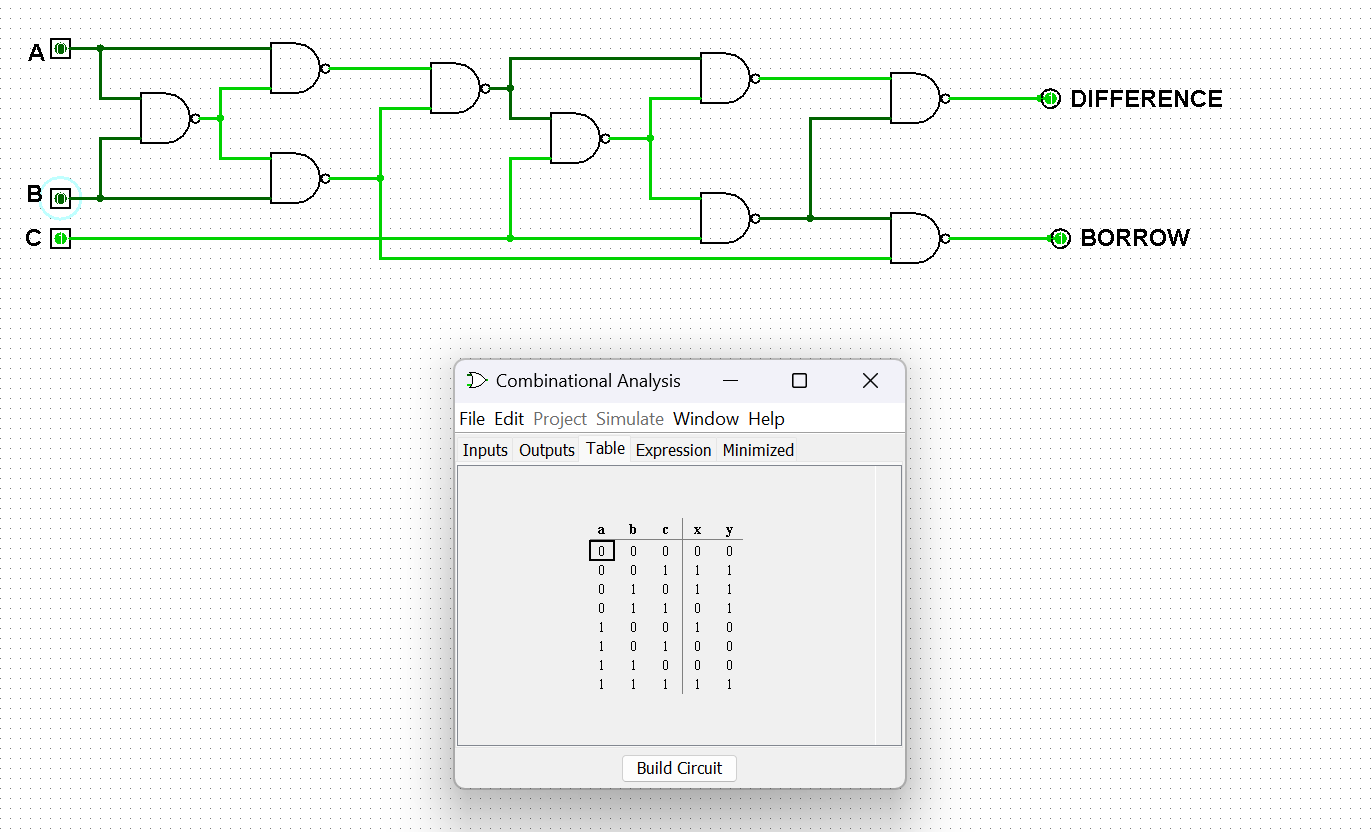 A
DIFFERENCE
B
C
BORROW
Combinational Analysis
File Edit Project Simulate Window Help
Inputs Outputs Table Expression Minimized
a b c x y
0 0 0 0 0
0 0 1 1 1
0 1 0 1 1
0 1 1 0 1
1 0 0 1 0
1 0 1 0 0
1 1 0 0 0
1 1 1 1 1
Build Circuit